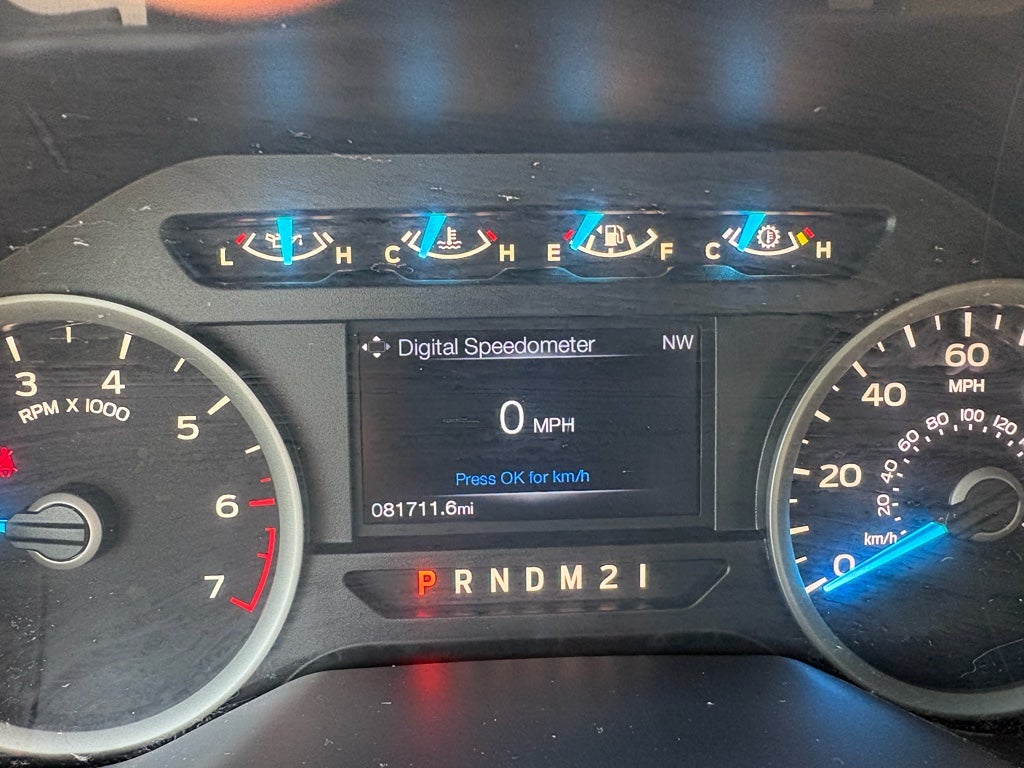 L H C H E F C H
Digital Speedometer NW
0 MPH
Press OK for km/h
081711.6mi
3 4 5 6 7
RPM X 1000
0 20 40 60
MPH
20 40 60 80 100 120
km/h
P R N D M 2 1